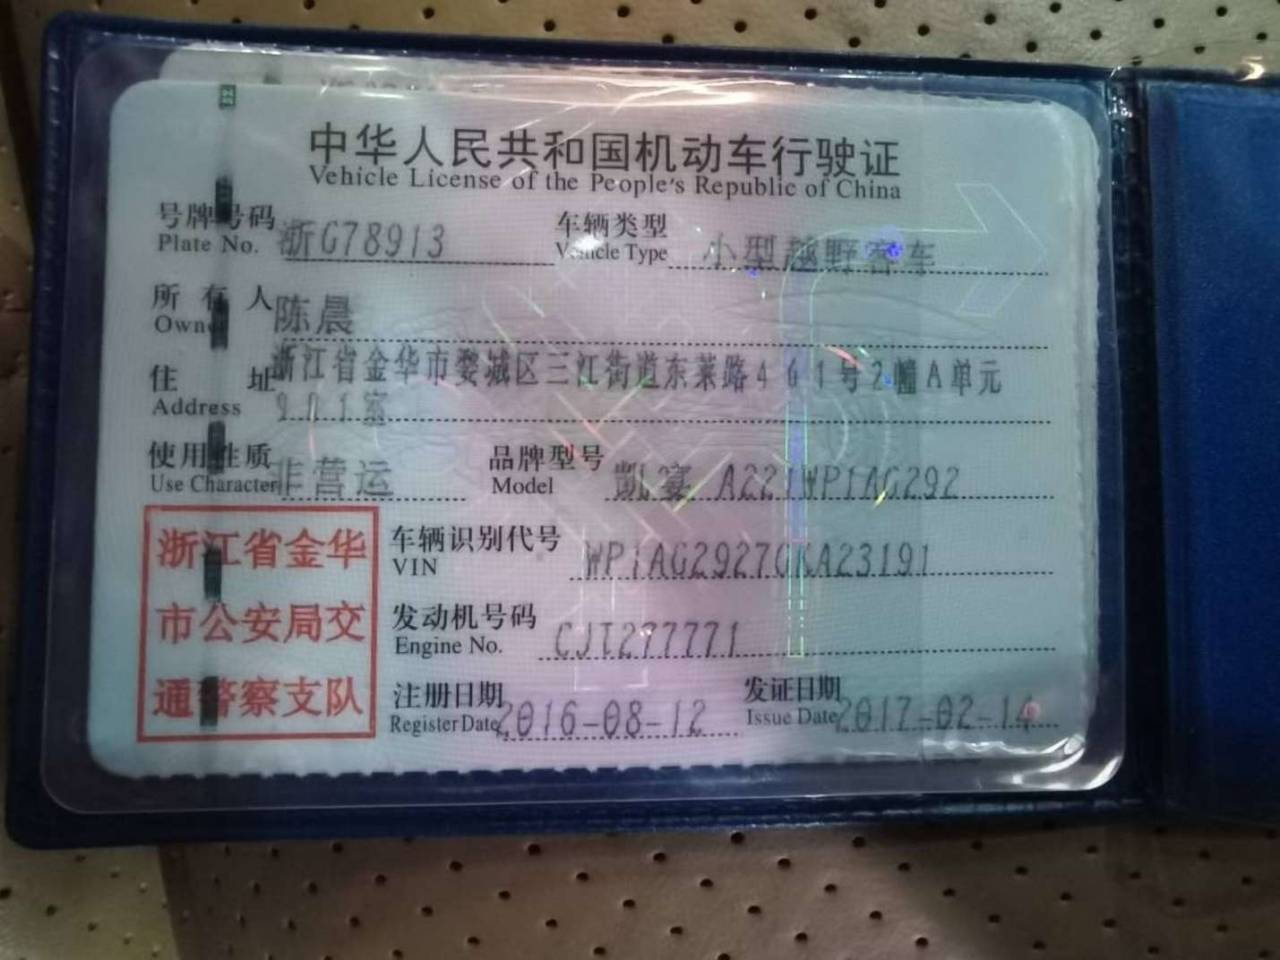 中华人民共和国机动车行驶证
Vehicle License of the People's Republic of China
号牌号码 浙G78913 车辆类型 小型越野客车
Plate No. Vehicle Type
所有人 陈晨
Owner
住址 浙江省金华市婺城区三江街道东莱路461号2幢A单元
Address 901室
使用性质 非营运 品牌型号 凯宴
Use Character Model WP1AG292
浙江省金华 车辆识别代号
VIN WP1AG2927GKA23191
市公安局交 发动机号码
Engine No. CJT277771
通警察支队 注册日期 2016-08-12 发证日期 2017-02-14
Register Date Issue Date